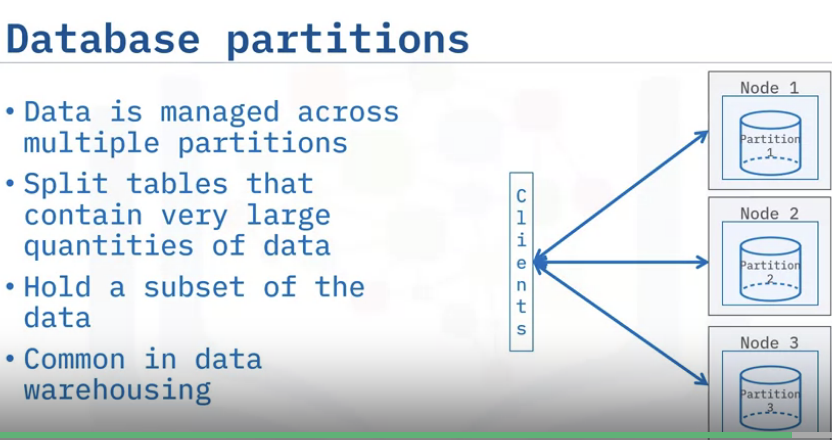 Database partitions
• Data is managed across
multiple partitions
• Split tables that
contain very large
quantities of data
• Hold a subset of the
data
• Common in data
warehousing
Clients
Node 1
Partition
1
Node 2
Partition
2
Node 3
Partition
3